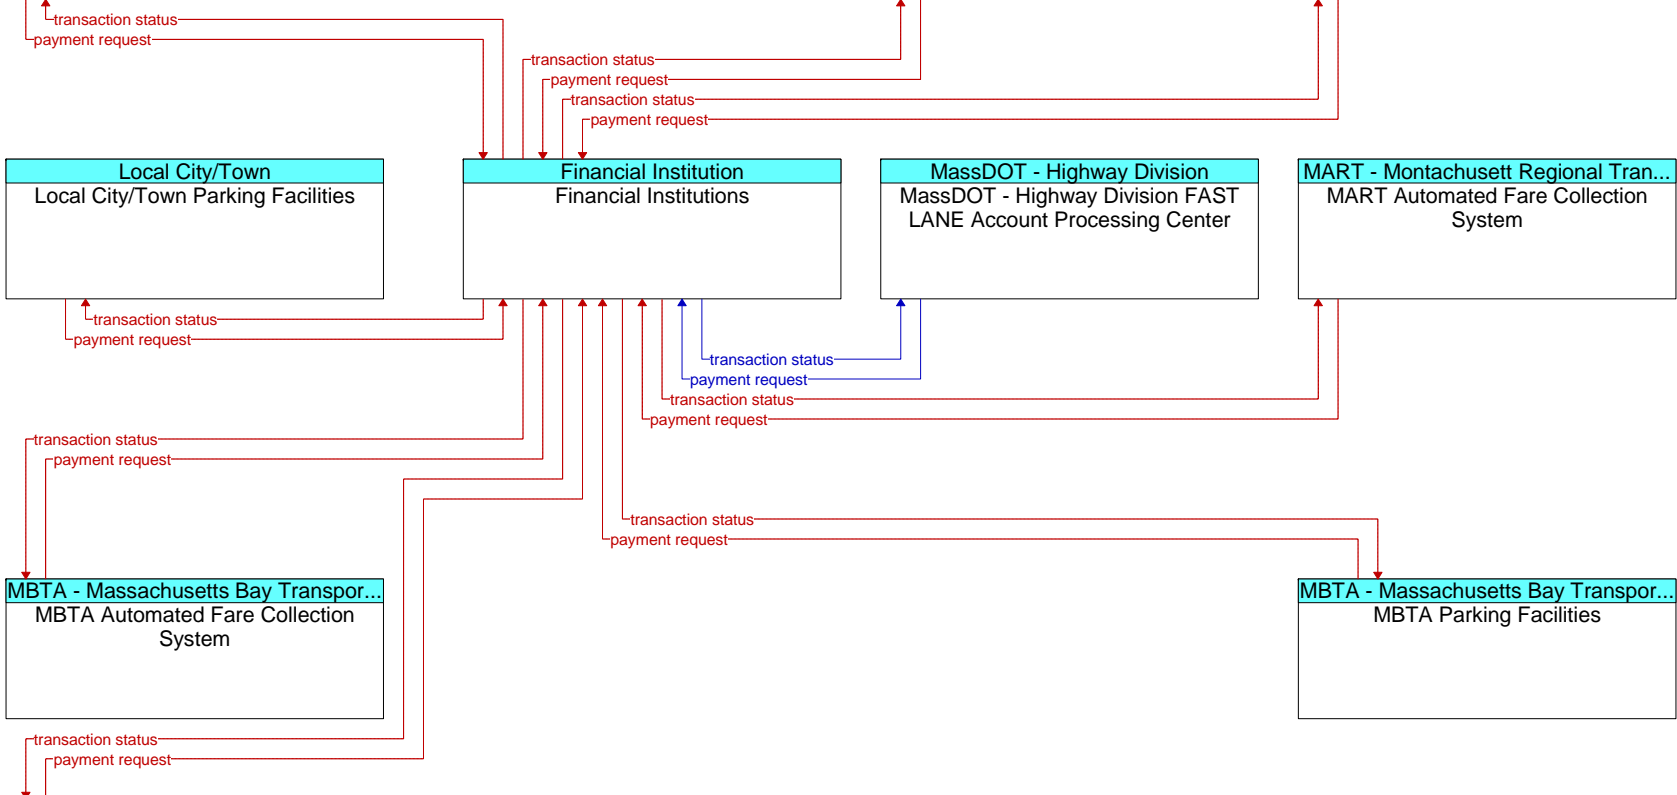 transaction status
payment request
transaction status
payment request
transaction status
payment request
Local City/Town
Local City/Town Parking Facilities
Financial Institution
Financial Institutions
MassDOT - Highway Division
MassDOT - Highway Division FAST
LANE Account Processing Center
MART - Montachusett Regional Tran...
MART Automated Fare Collection
System
transaction status
payment request
transaction status
payment request
transaction status
payment request
transaction status
payment request
transaction status
payment request
MBTA - Massachusetts Bay Transpor...
MBTA Automated Fare Collection
System
MBTA - Massachusetts Bay Transpor...
MBTA Parking Facilities
transaction status
payment request